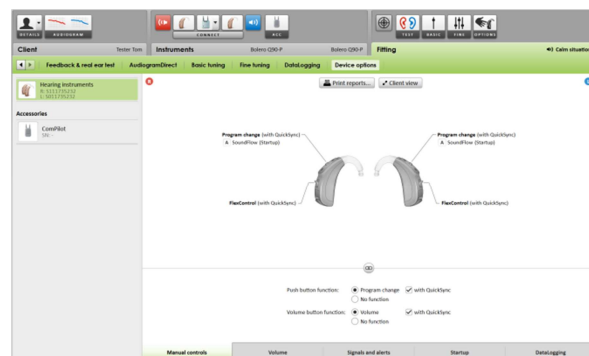 DETAILS
AUDIOGRAM
CONNECT
ACC
TEST
BASIC
FINE
OPTIONS
Client
Tester Tom
Instruments
Bolero Q90-P
Bolero Q90-P
Fitting
Calm situation
Feedback & real ear test
AudiogramDirect
Basic tuning
Fine tuning
DataLogging
Device options
Hearing instruments
Print reports...
Client view
Accessories
ComPilot
SN: -
Program change (with QuickSync)
A SoundFlow (Startup)
Program change (with QuickSync)
A SoundFlow (Startup)
FlexControl (with QuickSync)
FlexControl (with QuickSync)
Push button function: Program change with QuickSync
No function
Volume button function: Volume with QuickSync
No function
Manual controls
Volume
Signals and alerts
Startup
DataLogging